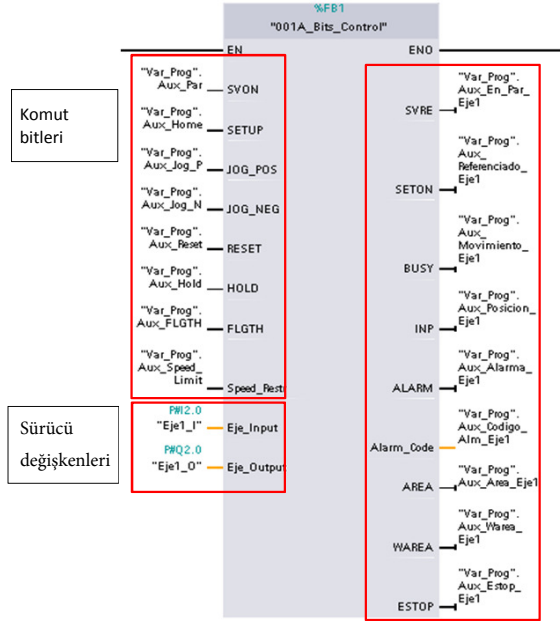 %FB1
"001A_Bits_Control"
EN
ENO
Komut
bitleri
"Var_Prog".
Aux_Par
SVON
"Var_Prog".
Aux_Home
SETUP
"Var_Prog".
Aux_Jog_P
JOG_POS
"Var_Prog".
Aux_Jog_N
JOG_NEG
"Var_Prog".
Aux_Reset
RESET
"Var_Prog".
Aux_Hold
HOLD
"Var_Prog".
Aux_FLGTH
FLGTH
"Var_Prog".
Aux_Speed_
Limit
Speed_Restr
Sürücü
değişkenleri
P#I2.0
"Eje1_I"
Eje_Input
P#Q2.0
"Eje1_O"
Eje_Output
SVRE
"Var_Prog".
Aux_En_Par_
Eje1
SETON
"Var_Prog".
Aux_
Referenciado_
Eje1
BUSY
"Var_Prog".
Aux_
Movimiento_
Eje1
INP
"Var_Prog".
Aux_Posicion_
Eje1
ALARM
"Var_Prog".
Aux_Alarma_
Eje1
Alarm_Code
"Var_Prog".
Aux_Codigo_
Alm_Eje1
AREA
"Var_Prog".
Aux_Area_Eje1
WAREA
"Var_Prog".
Aux_Warea_
Eje1
ESTOP
"Var_Prog".
Aux_Estop_
Eje1